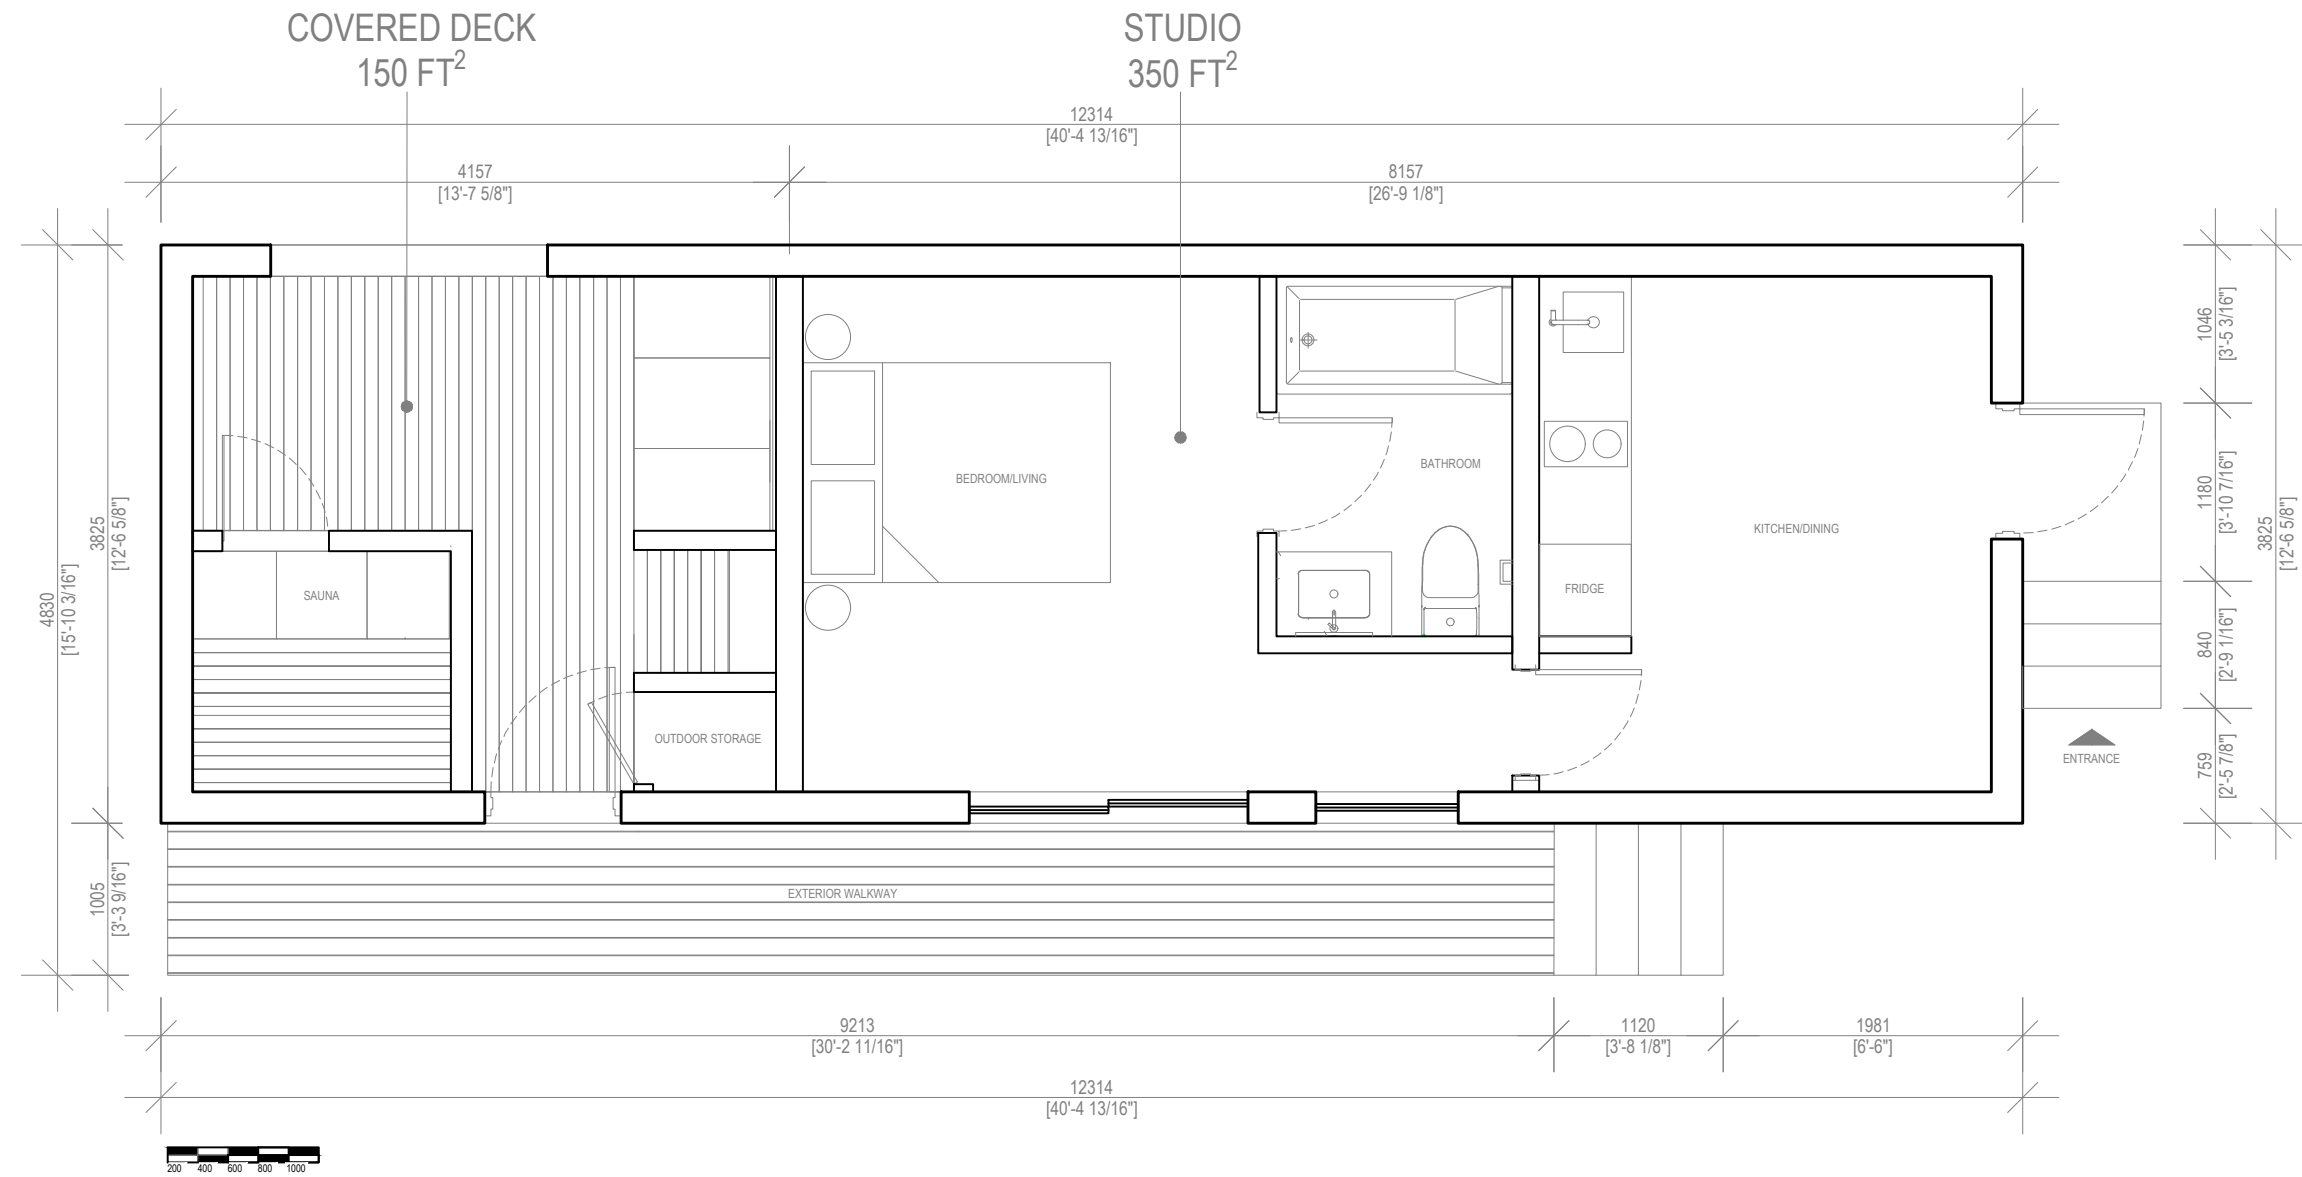 COVERED DECK
150 FT²
STUDIO
350 FT²
12314
[40'-4 13/16"]
4157
[13'-7 5/8"]
8157
[26'-9 1/8"]
4830
[15'-10 3/16"]
3825
[12'-6 5/8"]
1005
[3'-3 9/16"]
1046
[3'-5 3/16"]
1180
[3'-10 7/16"]
840
[2'-9 1/16"]
759
[2'-5 7/8"]
3825
[12'-6 5/8"]
BEDROOM/LIVING
BATHROOM
KITCHEN/DINING
FRIDGE
SAUNA
OUTDOOR STORAGE
ENTRANCE
EXTERIOR WALKWAY
9213
[30'-2 11/16"]
1120
[3'-8 1/8"]
1981
[6'-6"]
12314
[40'-4 13/16"]
200 400 600 800 1000